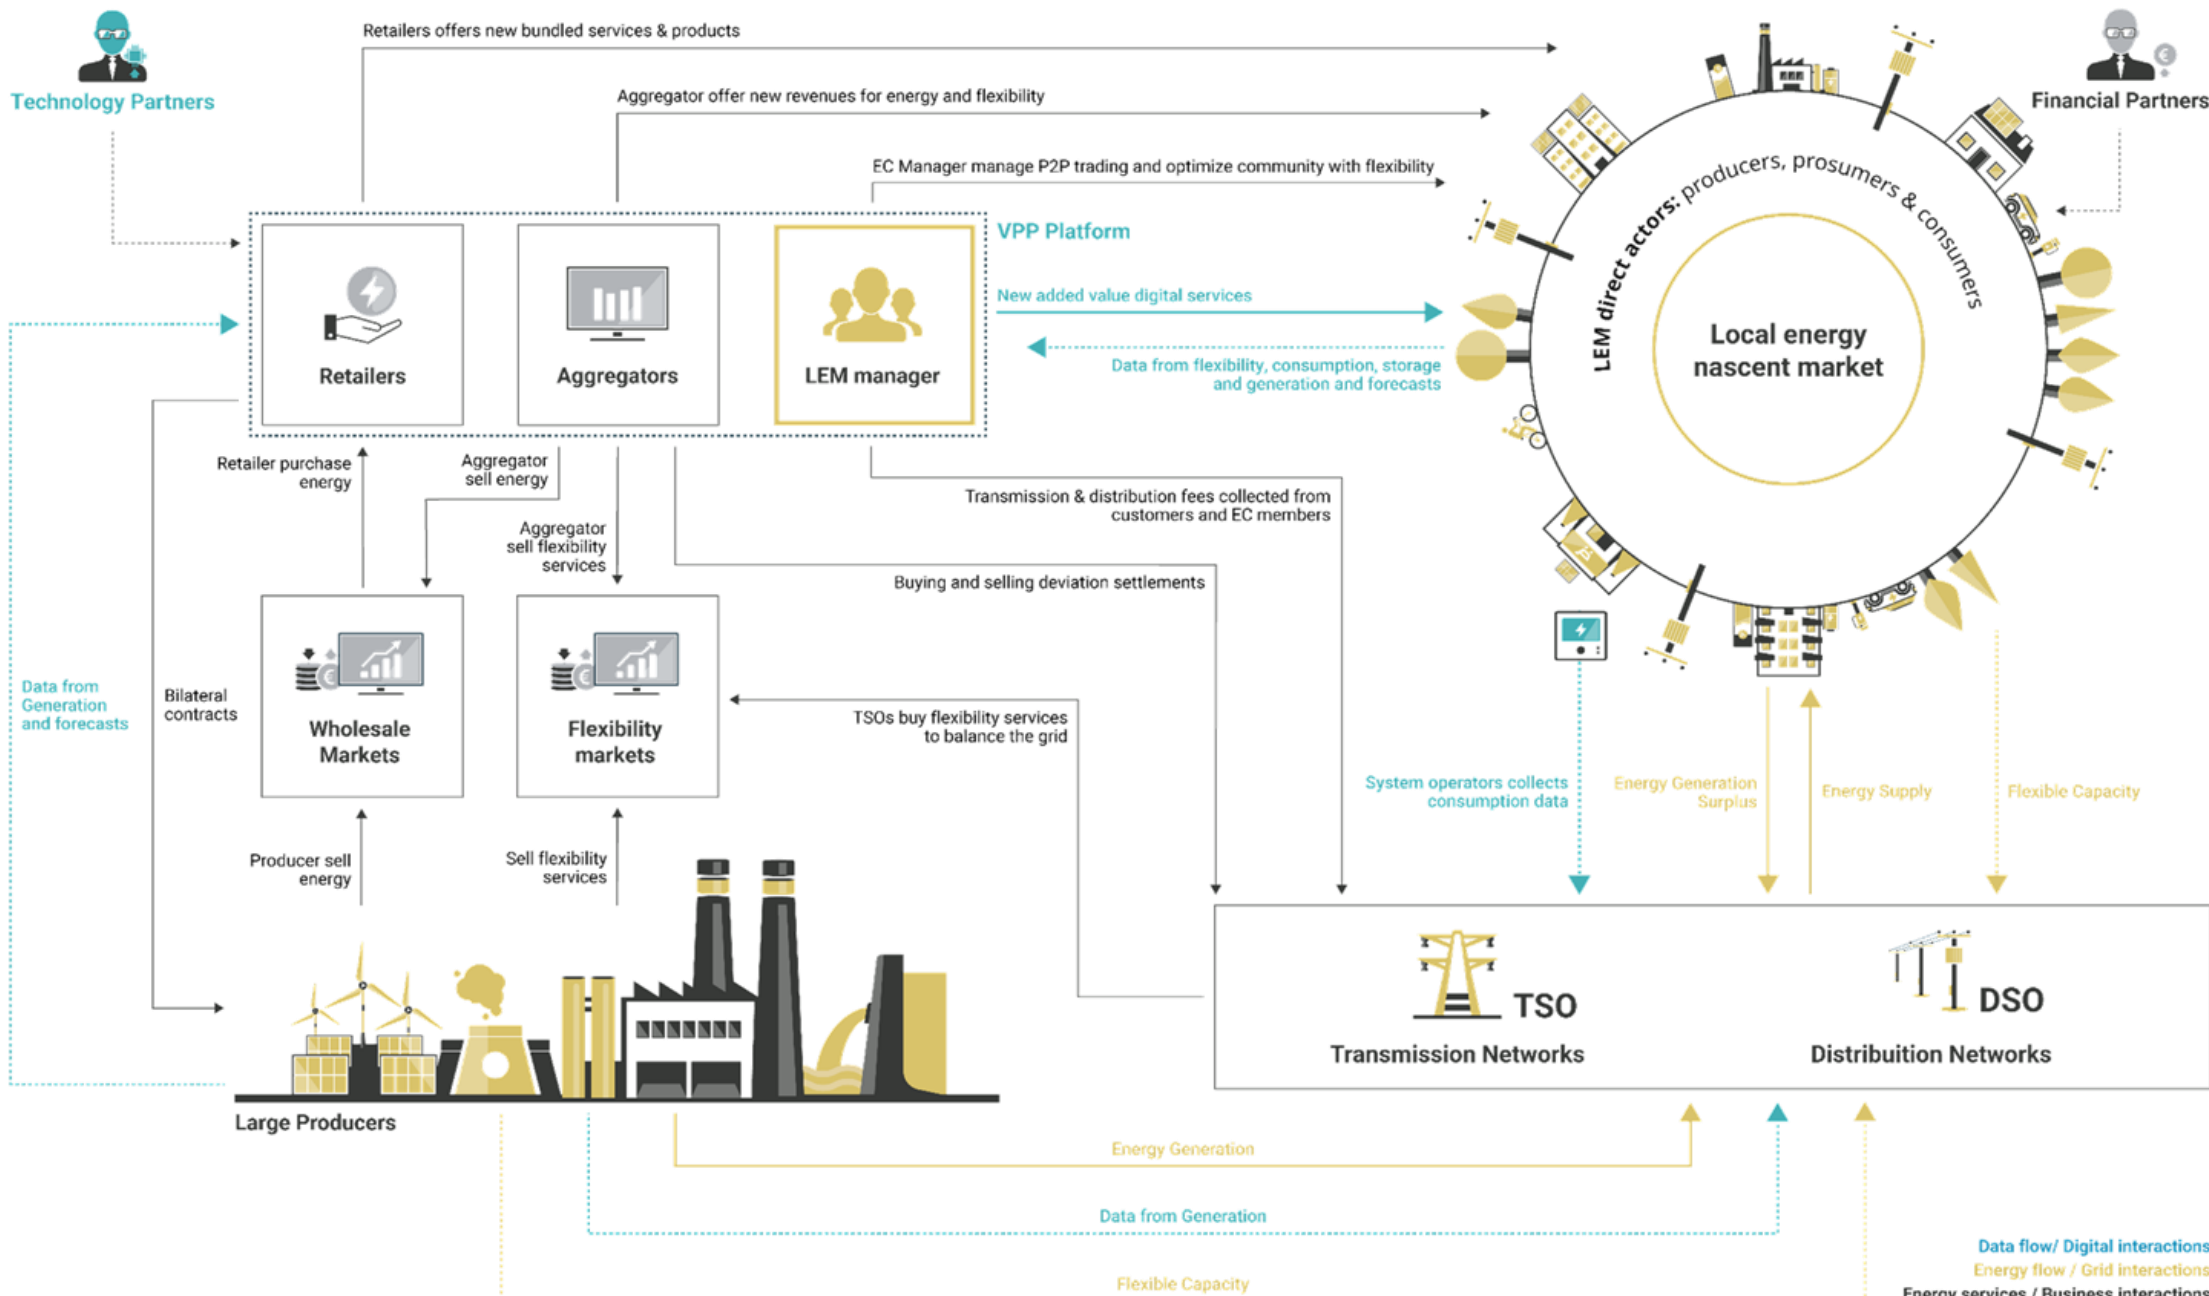 Retailers offers new bundled services & products
Technology Partners
Financial Partners
Aggregator offer new revenues for energy and flexibility
EC Manager manage P2P trading and optimize community with flexibility
LEM direct actors: producers, prosumers & consumers
VPP Platform
New added value digital services
Data from flexibility, consumption, storage
and generation and forecasts
Local energy
nascent market
Retailers
Aggregators
LEM manager
Retailer purchase
energy
Aggregator
sell energy
Aggregator
sell flexibility
services
Transmission & distribution fees collected from
customers and EC members
Buying and selling deviation settlements
Data from
Generation
and forecasts
Bilateral
contracts
Wholesale
Markets
Flexibility
markets
TSOs buy flexibility services
to balance the grid
System operators collects
consumption data
Energy Generation
Surplus
Energy Supply
Flexible Capacity
Producer sell
energy
Sell flexibility
services
TSO
Transmission Networks
DSO
Distribuition Networks
Large Producers
Energy Generation
Data from Generation
Flexible Capacity
Data flow/ Digital interactions
Energy flow / Grid interactions
Energy services / Business interactions